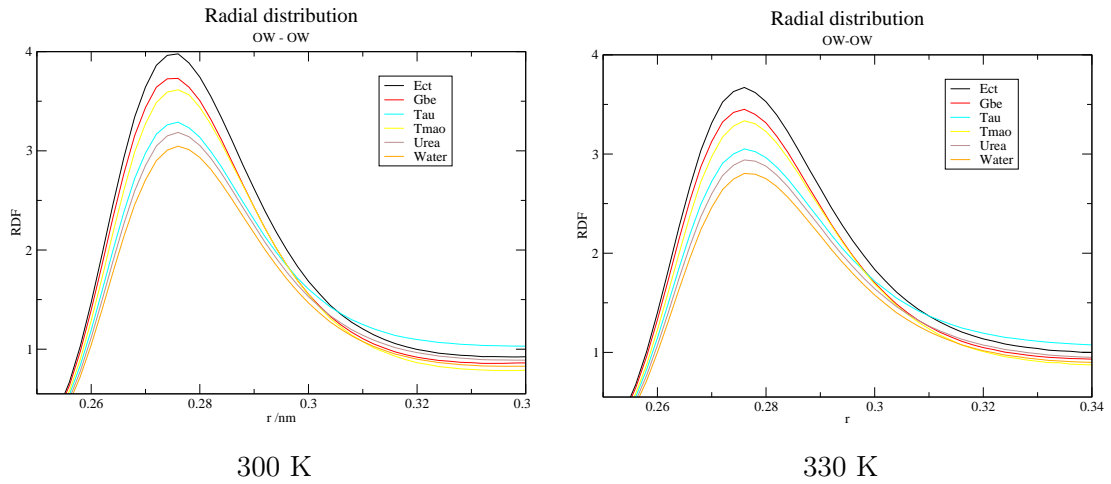 Radial distribution
OW - OW
4
3
2
1
RDF
0.26
0.28
0.3
0.32
0.3
r /nm
Ect
Gbe
Tau
Tmao
Urea
Water
300 K
Radial distribution
OW-OW
4
3
2
1
RDF
0.26
0.28
0.3
0.32
0.34
r
Ect
Gbe
Tau
Tmao
Urea
Water
330 K